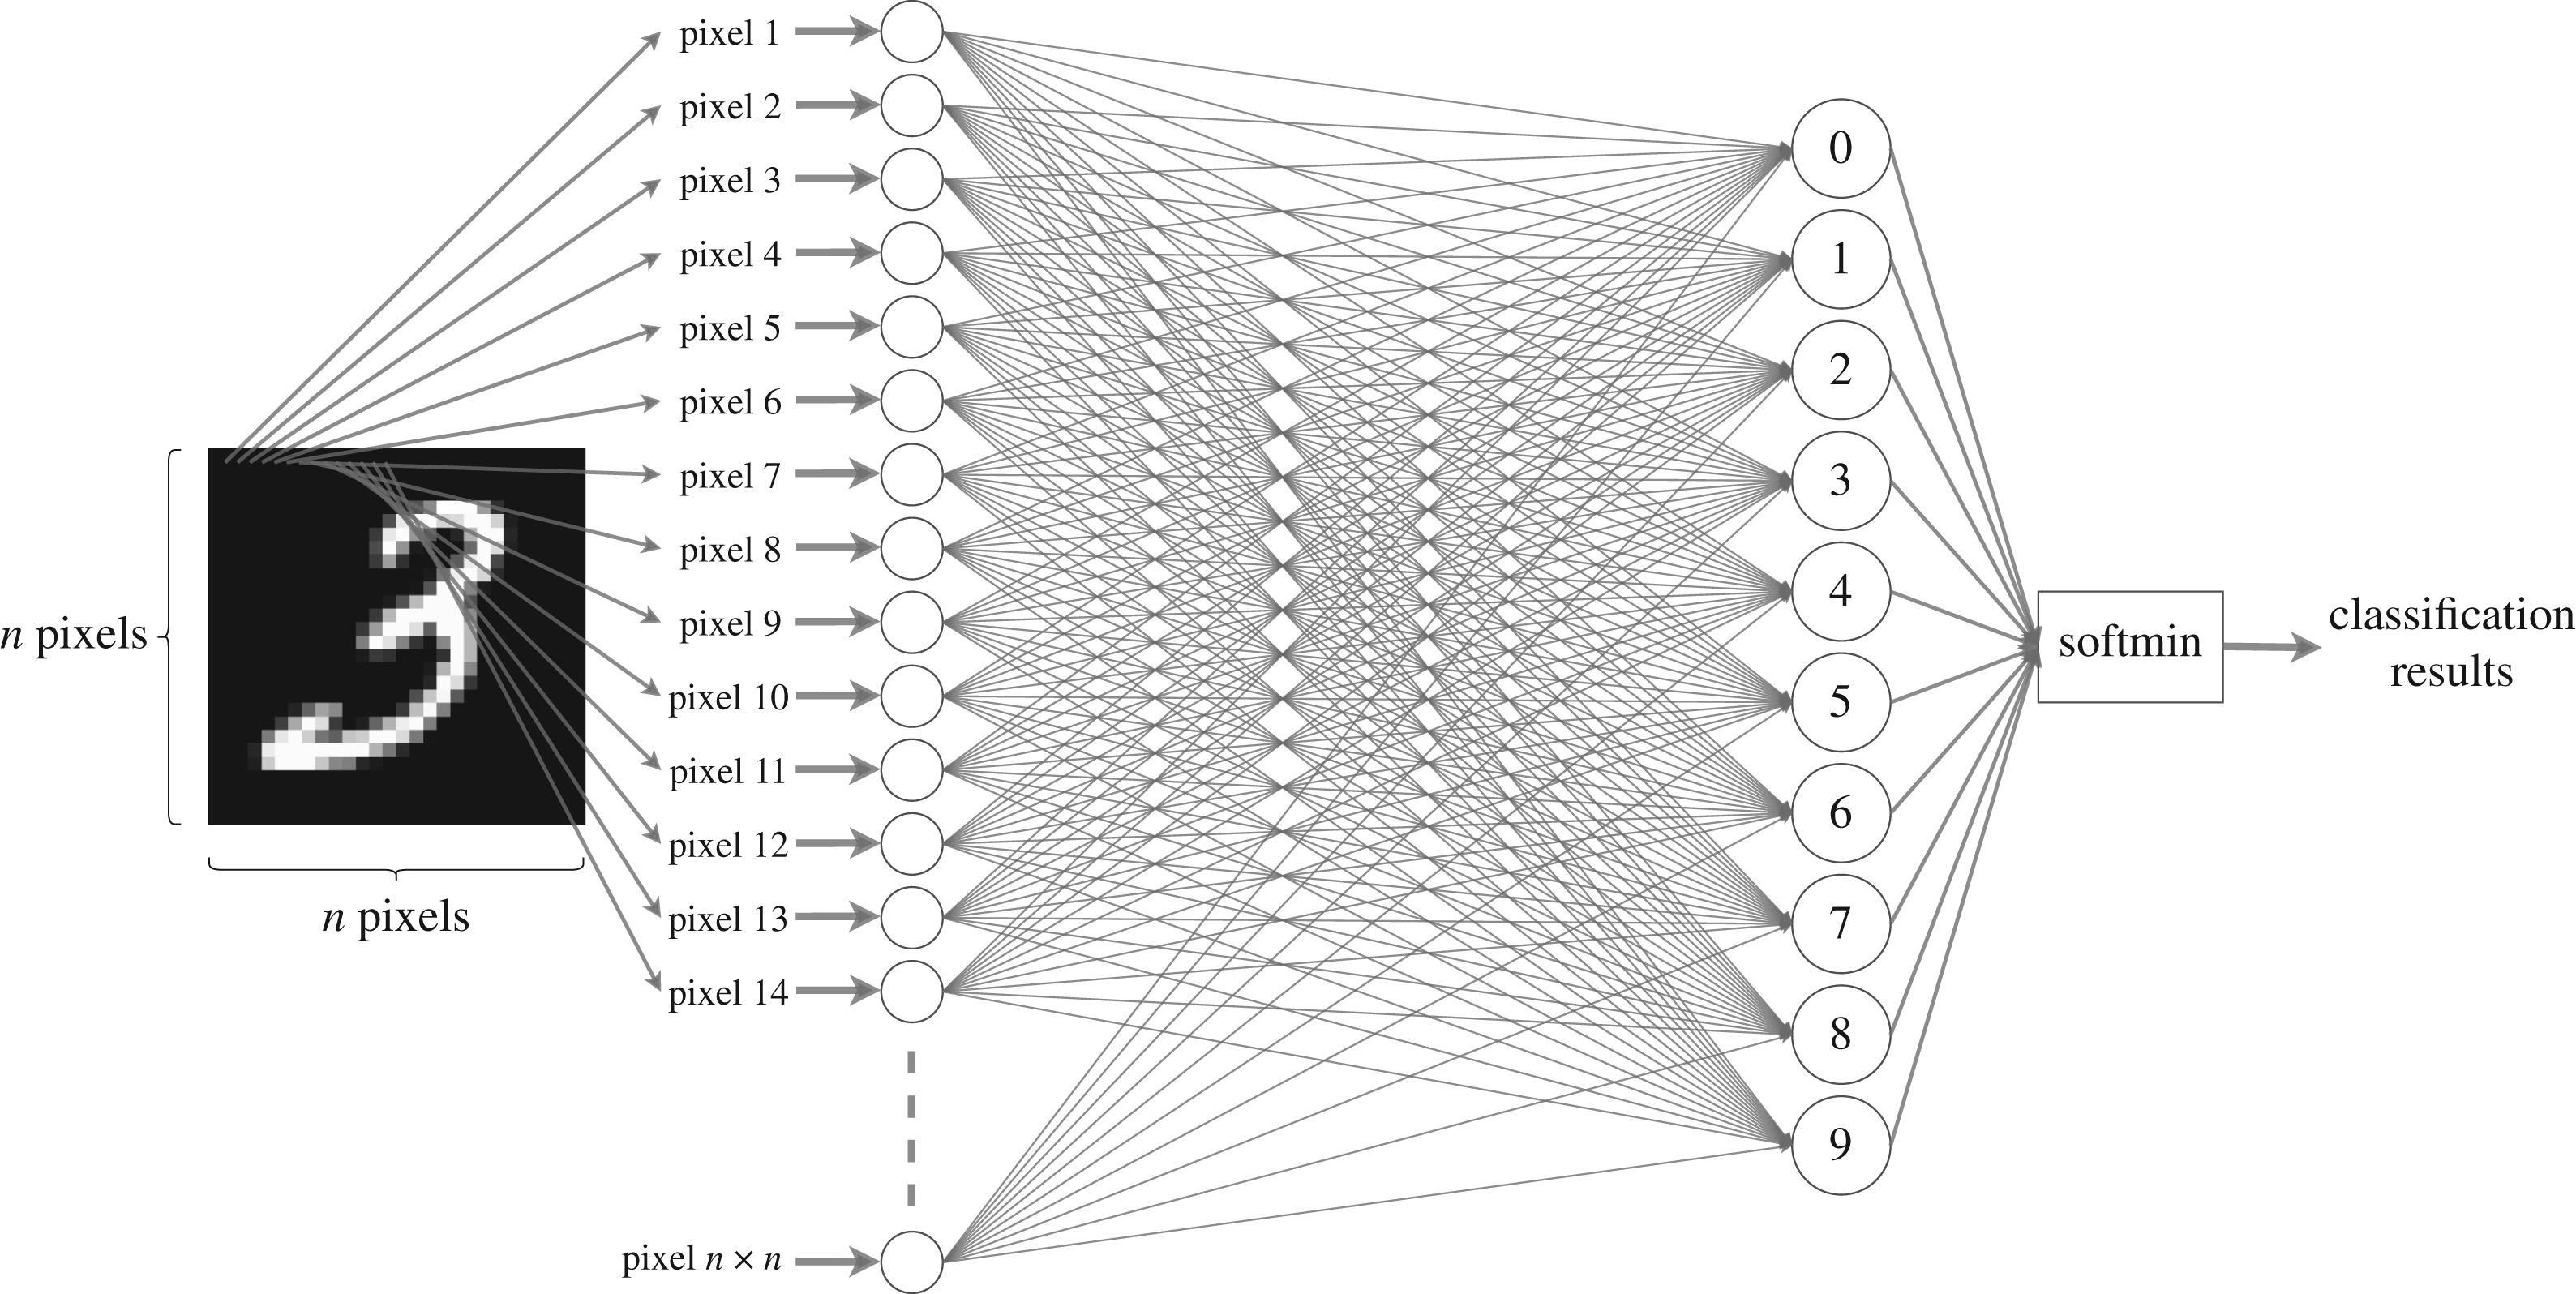 pixel 1
pixel 2
pixel 3
pixel 4
pixel 5
pixel 6
pixel 7
pixel 8
pixel 9
pixel 10
pixel 11
pixel 12
pixel 13
pixel 14
pixel n × n
n pixels
n pixels
0
1
2
3
4
5
6
7
8
9
softmin
classification
results